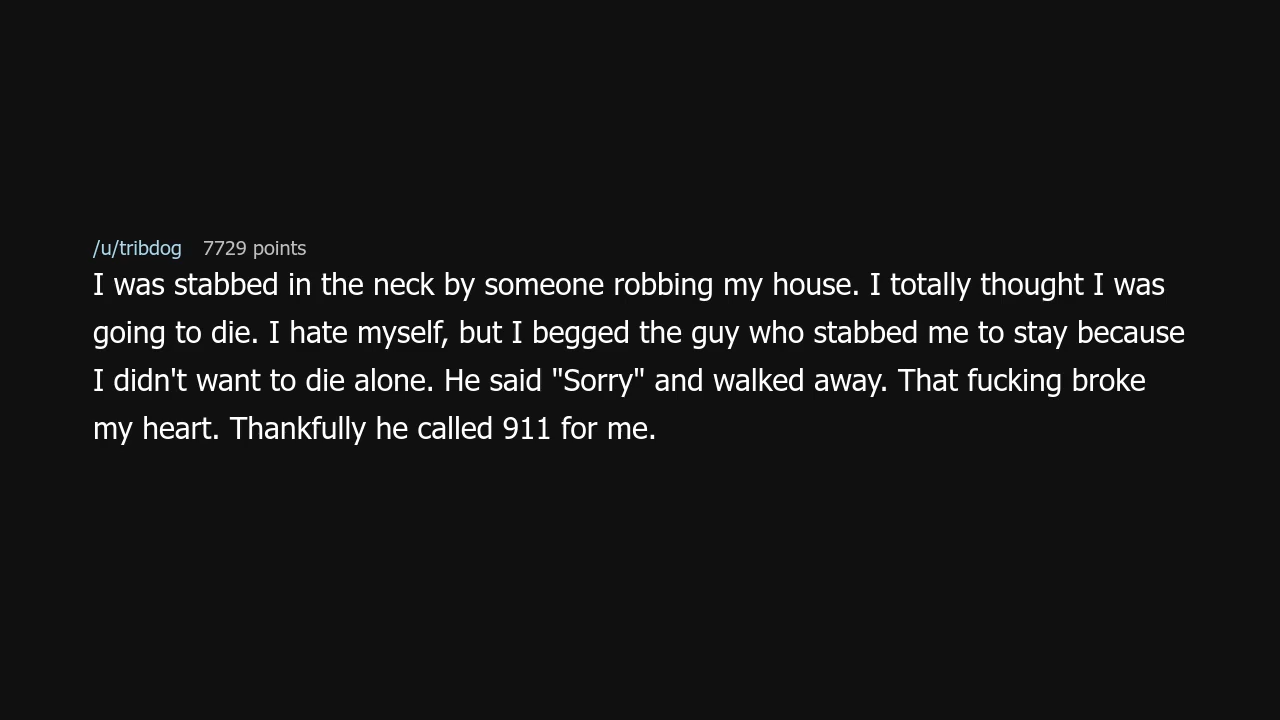 /u/tribdog 7729 points
I was stabbed in the neck by someone robbing my house. I totally thought I was
going to die. I hate myself, but I begged the guy who stabbed me to stay because
I didn't want to die alone. He said "Sorry" and walked away. That fucking broke
my heart. Thankfully he called 911 for me.